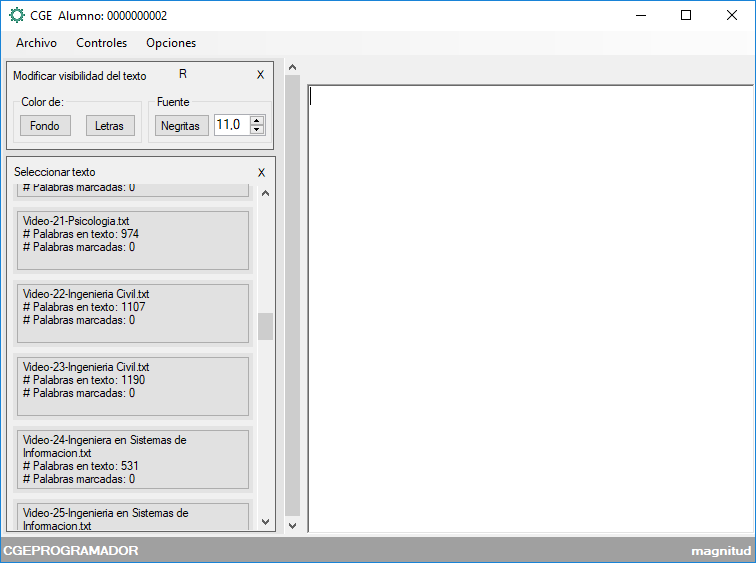 CGE Alumno: 0000000002
Archivo Controles Opciones
Modificar visibilidad del texto R X
Color de: Fuente
Fondo Letras Negritas 11,0
Seleccionar texto X
# Palabras marcadas: 0
Video-21-Psicologia.txt
# Palabras en texto: 974
# Palabras marcadas: 0
Video-22-Ingenieria Civil.txt
# Palabras en texto: 1107
# Palabras marcadas: 0
Video-23-Ingenieria Civil.txt
# Palabras en texto: 1190
# Palabras marcadas: 0
Video-24-Ingeniera en Sistemas de
Informacion.txt
# Palabras en texto: 531
# Palabras marcadas: 0
Video-25-Ingenieria en Sistemas de
Informacion.txt
CGEPROGRAMADOR magnitud